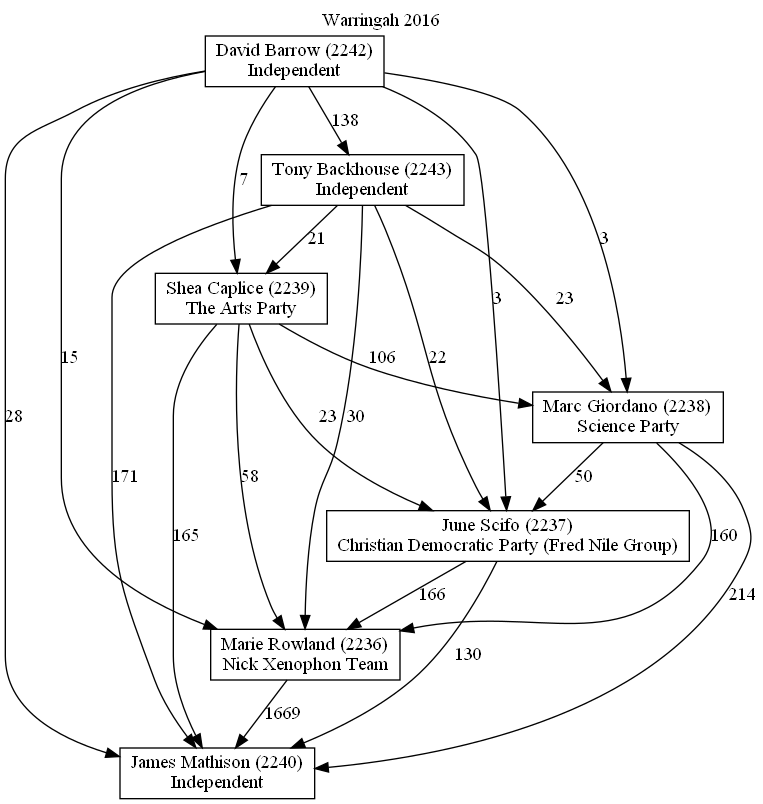 Warringah 2016
David Barrow (2242)
Independent
138
Tony Backhouse (2243)
Independent
7
21
3
Shea Caplice (2239)
The Arts Party
3
23
15
106
22
28
23
30
Marc Giordano (2238)
Science Party
171
58
50
165
June Scifo (2237)
Christian Democratic Party (Fred Nile Group)
160
166
214
Marie Rowland (2236)
Nick Xenophon Team
130
1669
James Mathison (2240)
Independent